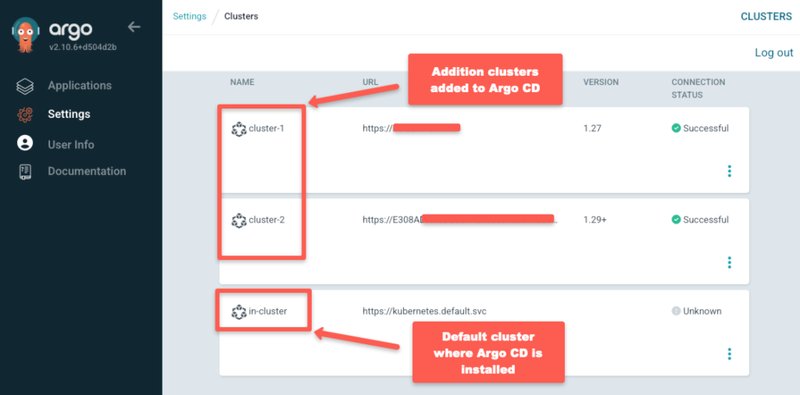 argo
v2.10.6+d504d2b
Applications
Settings
User Info
Documentation
Settings / Clusters
CLUSTERS
Log out
NAME URL VERSION CONNECTION STATUS
Addition clusters
added to Argo CD
cluster-1 https:// 1.27 Successful
cluster-2 https://E308A 1.29+ Successful
in-cluster https://kubernetes.default.svc Unknown
Default cluster
where Argo CD is
installed